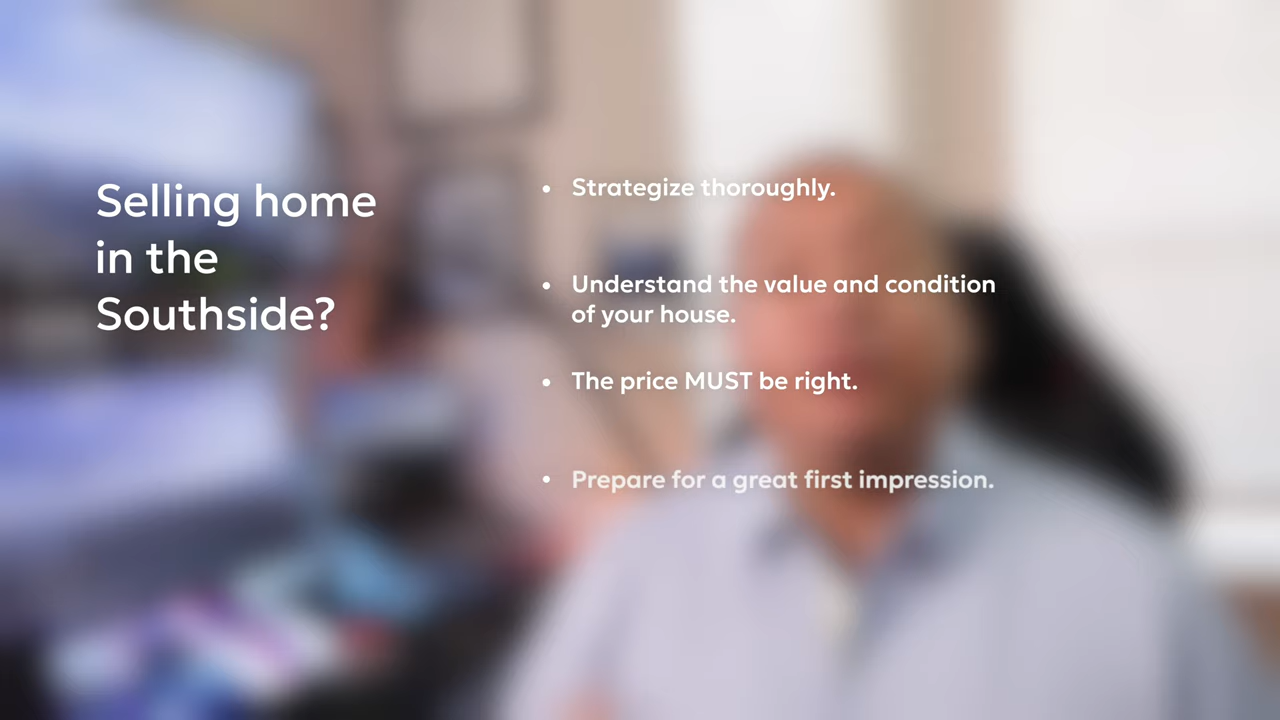 Selling home
in the
Southside?
• Strategize thoroughly.
• Understand the value and condition
of your house.
• The price MUST be right.
• Prepare for a great first impression.